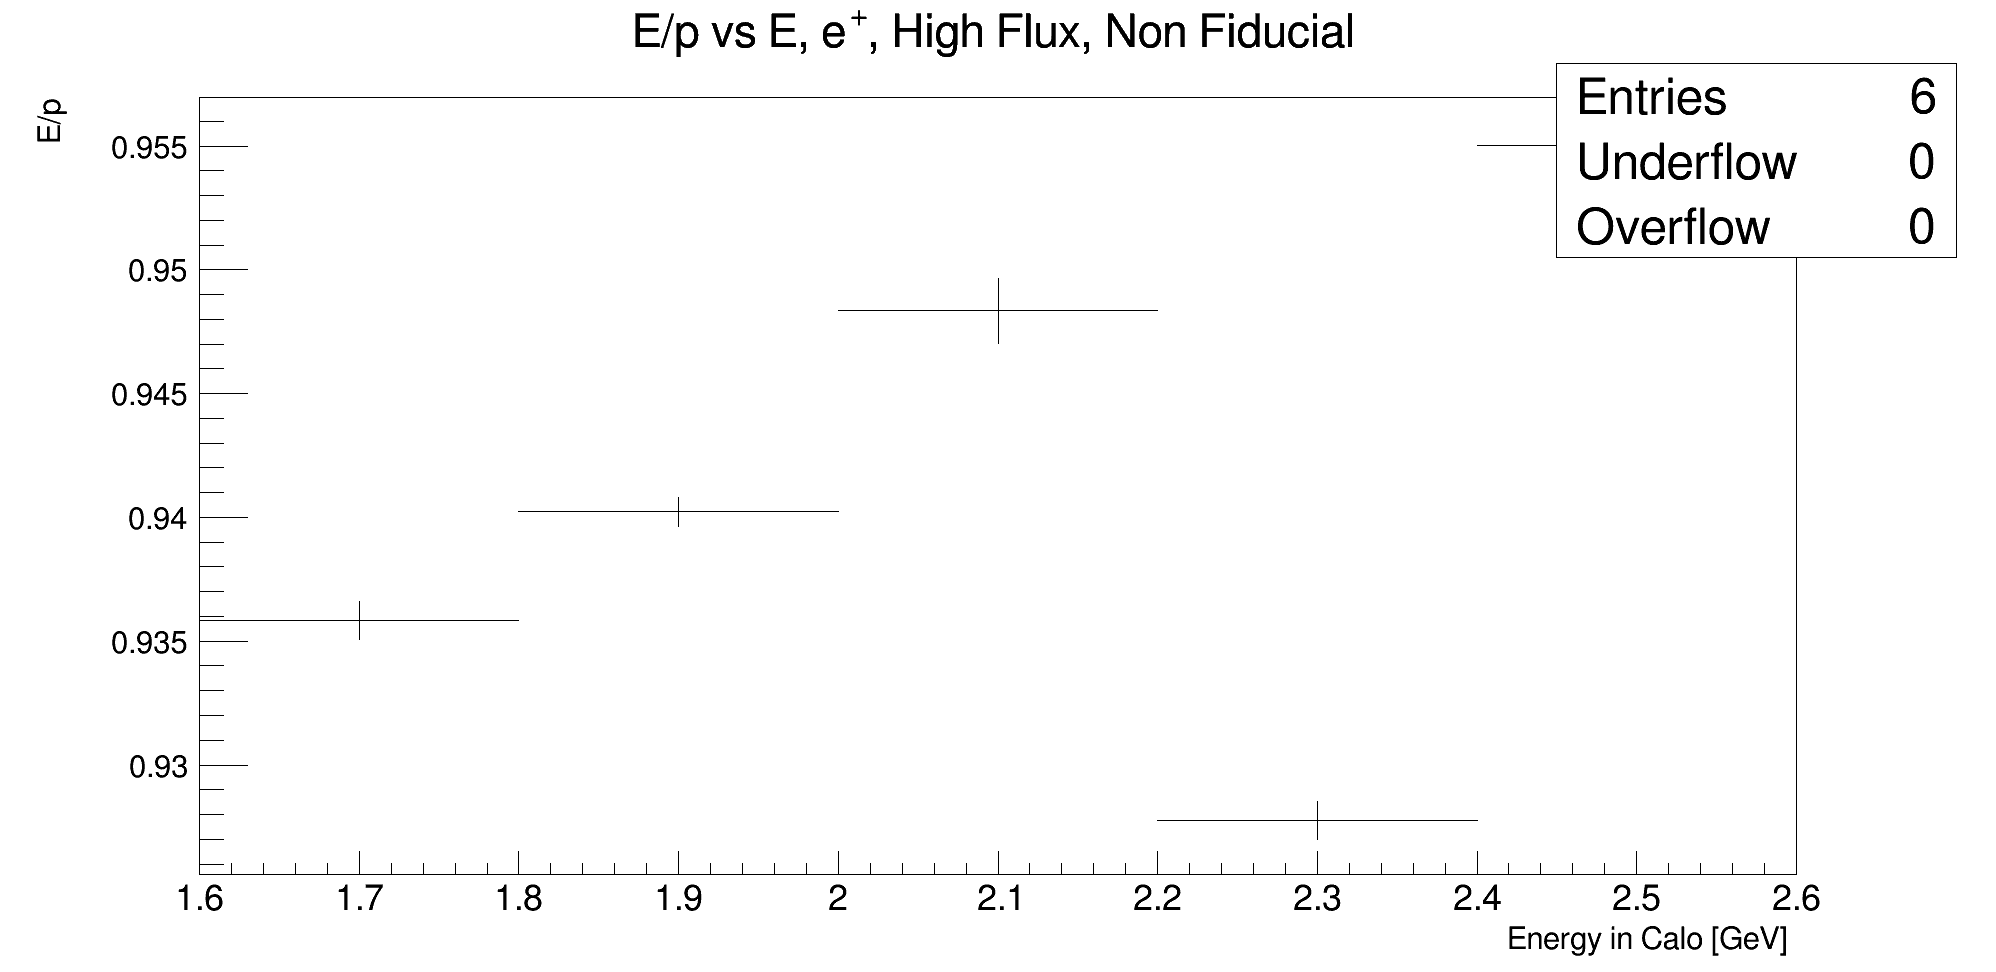 E/p vs E, e⁺, High Flux, Non Fiducial
Entries 6
Underflow 0
Overflow 0
E/p
0.955
0.95
0.945
0.94
0.935
0.93
1.6 1.7 1.8 1.9 2 2.1 2.2 2.3 2.4 2.5 2.6
Energy in Calo [GeV]